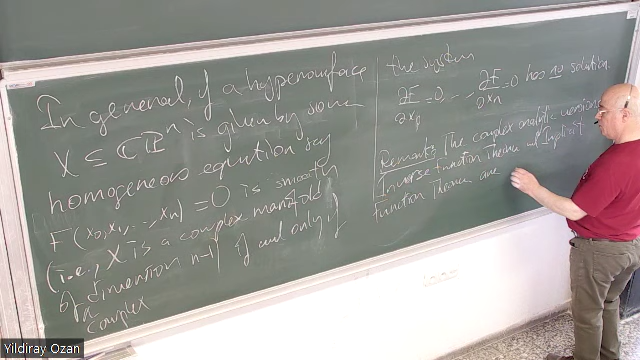 In general, if a hypersurface
X ⊆ ℂℙⁿ is given by some
homogeneous equation say
F(x₀, x₁, ..., xₙ) = 0 is smooth
(i.e., X is a complex manifold
of dimension n-1) if and only if
complex
the system
∂F/∂x₀ = 0, ..., ∂F/∂xₙ = 0 has no solution.
Remark: The complex analytic versions
Inverse Function Theorem and Implicit
Function Theorem are
Yildiray Ozan